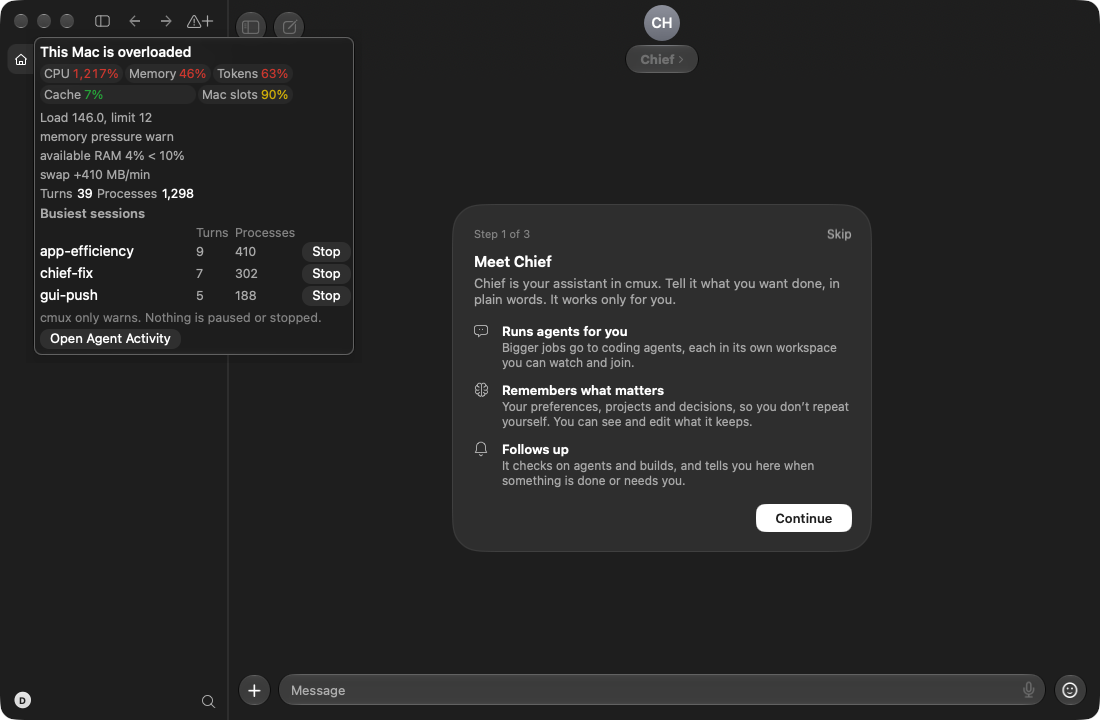 CH
Chief ›
This Mac is overloaded
CPU 1,217% Memory 46% Tokens 63%
Cache 7% Mac slots 90%
Load 146.0, limit 12
memory pressure warn
available RAM 4% < 10%
swap +410 MB/min
Turns 39 Processes 1,298
Busiest sessions
Turns Processes
app-efficiency 9 410 Stop
chief-fix 7 302 Stop
gui-push 5 188 Stop
cmux only warns. Nothing is paused or stopped.
Open Agent Activity
Step 1 of 3 Skip
Meet Chief
Chief is your assistant in cmux. Tell it what you want done, in
plain words. It works only for you.
Runs agents for you
Bigger jobs go to coding agents, each in its own workspace
you can watch and join.
Remembers what matters
Your preferences, projects and decisions, so you don’t repeat
yourself. You can see and edit what it keeps.
Follows up
It checks on agents and builds, and tells you here when
something is done or needs you.
Continue
D
Message